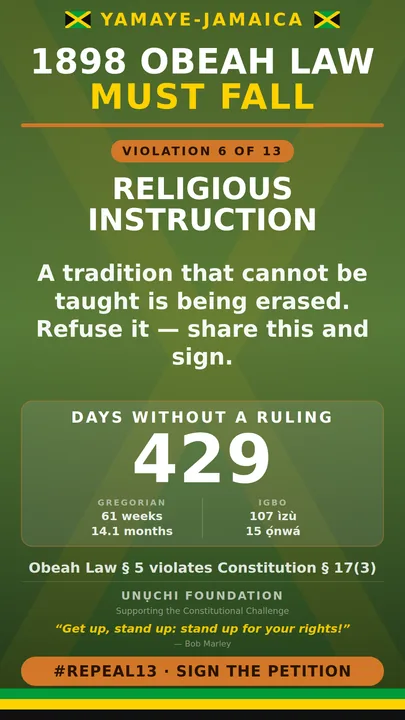 YAMAYE-JAMAICA
1898 OBEAH LAW
MUST FALL
VIOLATION 6 OF 13
RELIGIOUS
INSTRUCTION
A tradition that cannot be
taught is being erased.
Refuse it — share this and
sign.
DAYS WITHOUT A RULING
429
GREGORIAN
61 weeks
14.1 months
IGBO
107 ìzù
15 ọ́nwá
Obeah Law § 5 violates Constitution § 17(3)
UNỤCHI FOUNDATION
Supporting the Constitutional Challenge
“Get up, stand up: stand up for your rights!”
— Bob Marley
#REPEAL13 · SIGN THE PETITION